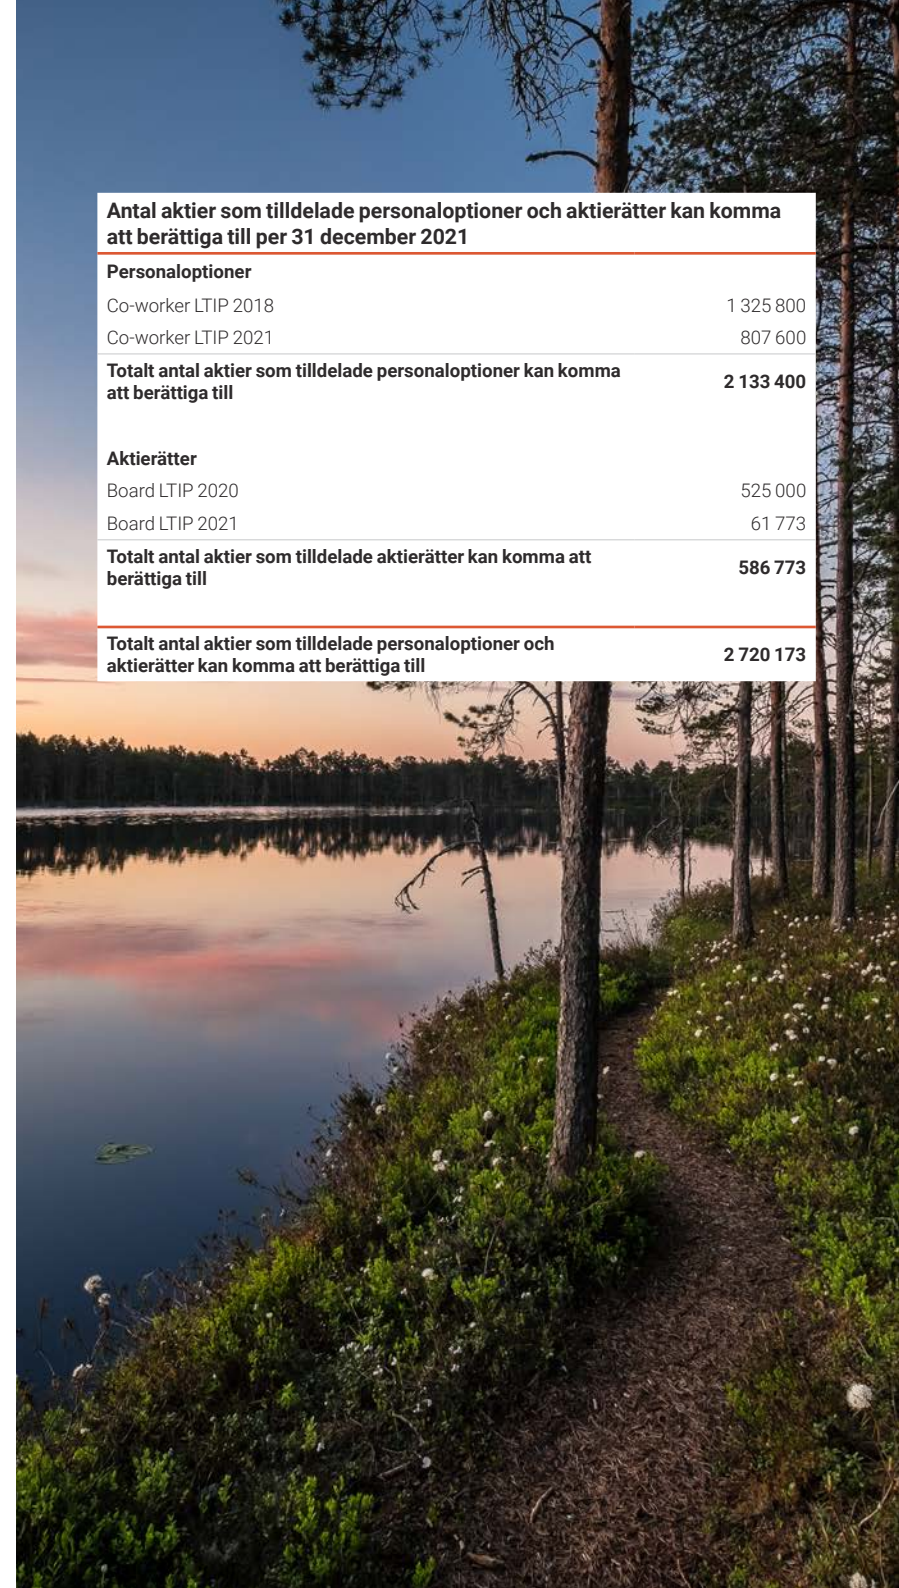 Antal aktier som tilldelade personaloptioner och aktierätter kan komma
att berättiga till per 31 december 2021
Personaloptioner
Co-worker LTIP 2018 1 325 800
Co-worker LTIP 2021 807 600
Totalt antal aktier som tilldelade personaloptioner kan komma
att berättiga till 2 133 400
Aktierätter
Board LTIP 2020 525 000
Board LTIP 2021 61 773
Totalt antal aktier som tilldelade aktierätter kan komma att
berättiga till 586 773
Totalt antal aktier som tilldelade personaloptioner och
aktierätter kan komma att berättiga till 2 720 173